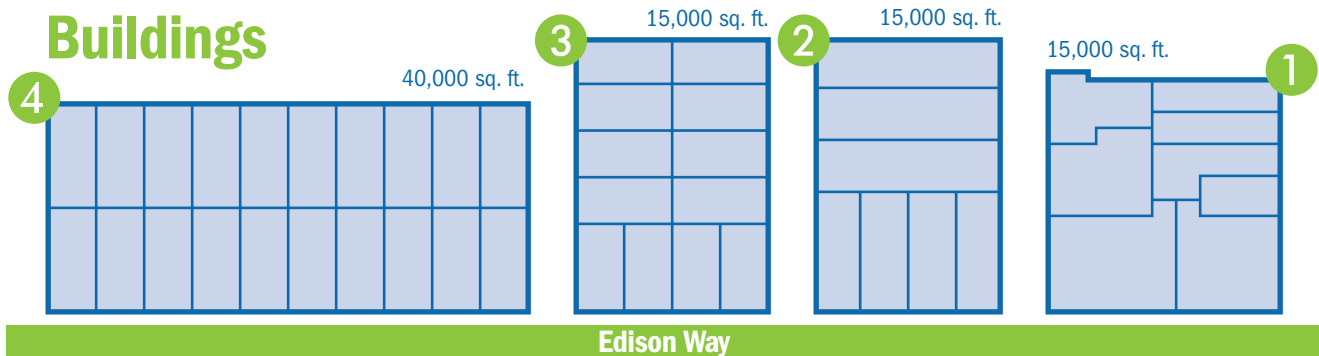 Buildings
4
40,000 sq. ft.
3
15,000 sq. ft.
2
15,000 sq. ft.
15,000 sq. ft.
1
Edison Way